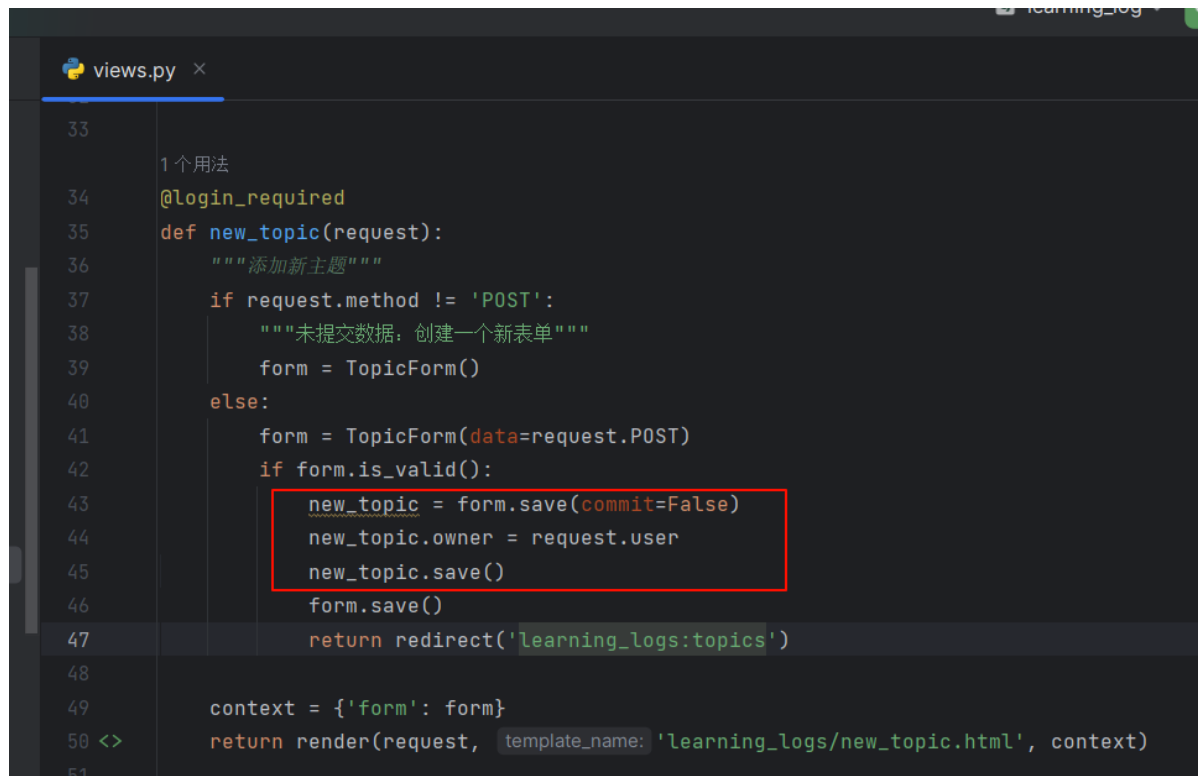 learning_log
views.py ×
33
1 个用法
34 @login_required
35 def new_topic(request):
36 """添加新主题"""
37 if request.method != 'POST':
38 """未提交数据：创建一个新表单"""
39 form = TopicForm()
40 else:
41 form = TopicForm(data=request.POST)
42 if form.is_valid():
43 new_topic = form.save(commit=False)
44 new_topic.owner = request.user
45 new_topic.save()
46 form.save()
47 return redirect('learning_logs:topics')
48
49 context = {'form': form}
50 <> return render(request, template_name: 'learning_logs/new_topic.html', context)
51